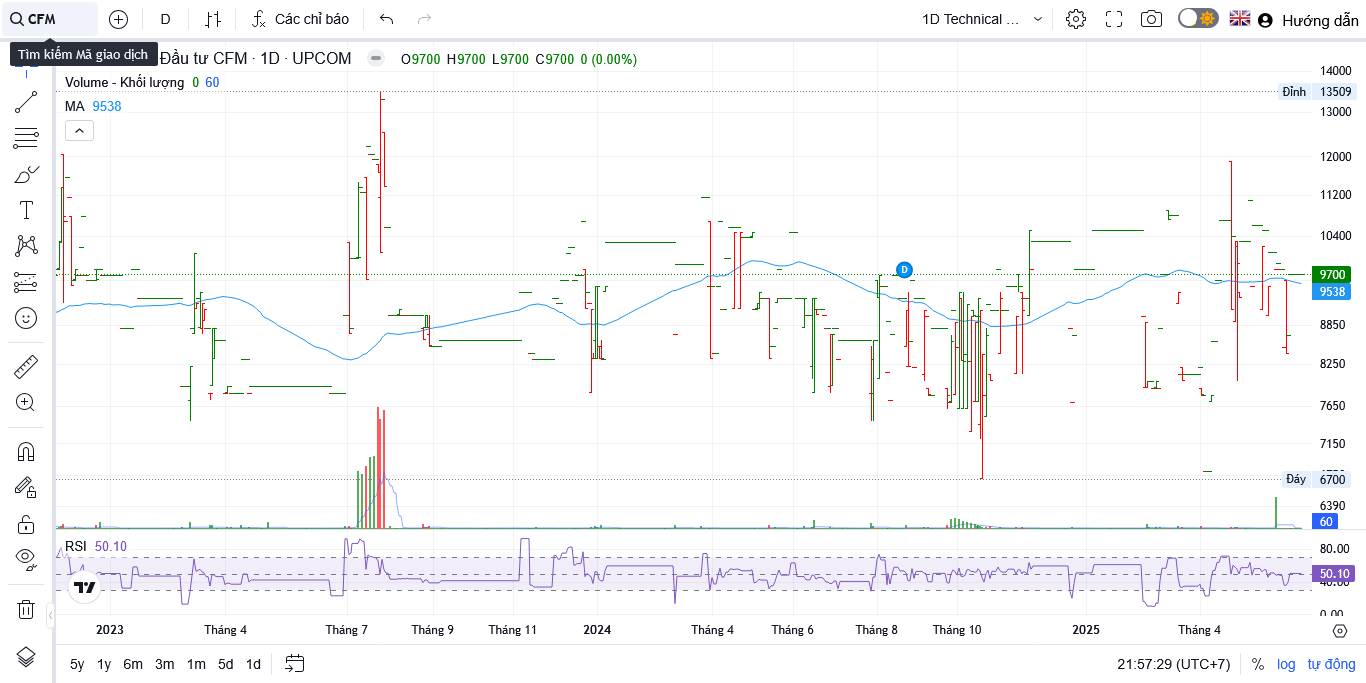 CFM D Các chỉ báo 1D Technical ... Hướng dẫn
Tìm kiếm Mã giao dịch
Đầu tư CFM · 1D · UPCOM O9700 H9700 L9700 C9700 0 (0.00%)
Volume - Khối lượng 0 60
MA 9538
14000
Đỉnh 13509
13000
12000
11200
10400
9700
9538
8850
8250
7650
7150
Đáy 6700
6390
60
D
RSI 50.10
80.00
50.10
40.00
0.00
2023 Tháng 4 Tháng 7 Tháng 9 Tháng 11 2024 Tháng 4 Tháng 6 Tháng 8 Tháng 10 2025 Tháng 4
5y 1y 6m 3m 1m 5d 1d 21:57:29 (UTC+7) % log tự động